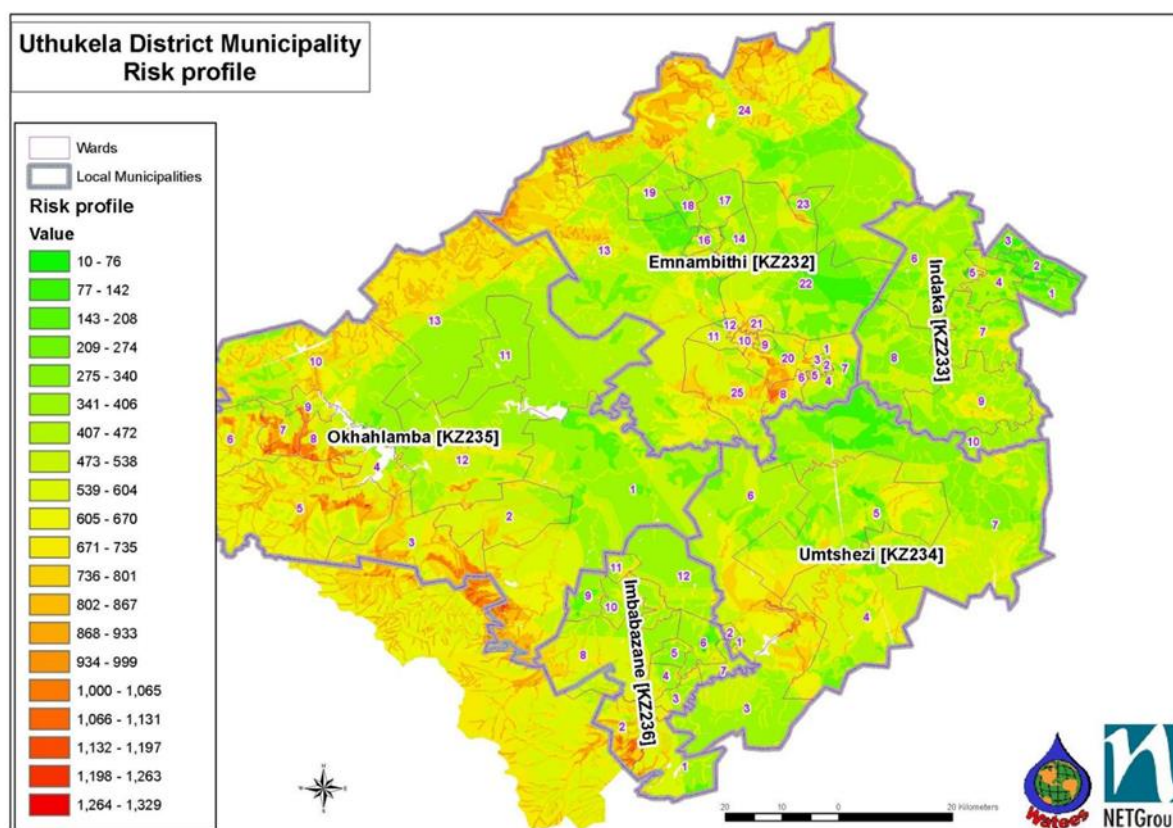 Uthukela District Municipality
Risk profile
Wards
Local Municipalities
Risk profile
Value
10 - 76
77 - 142
143 - 208
209 - 274
275 - 340
341 - 406
407 - 472
473 - 538
539 - 604
605 - 670
671 - 735
736 - 801
802 - 867
868 - 933
934 - 999
1,000 - 1,065
1,066 - 1,131
1,132 - 1,197
1,198 - 1,263
1,264 - 1,329
24
19
18
17
23
16
14
13
Emnambithi [KZ232]
22
6
Indaka [KZ233]
3
2
5
4
1
7
8
9
10
12
21
11
10
9
20
1
3
2
7
6
5
4
25
8
13
11
10
9
7
6
8
Okhahlamba [KZ235]
4
12
5
1
2
3
6
5
7
Umtshezi [KZ234]
4
2
1
3
11
12
9
10
Imbabazane [KZ236]
8
6
5
7
4
3
2
1
20
10
0
20 Kilometers
Watees
NETGrou